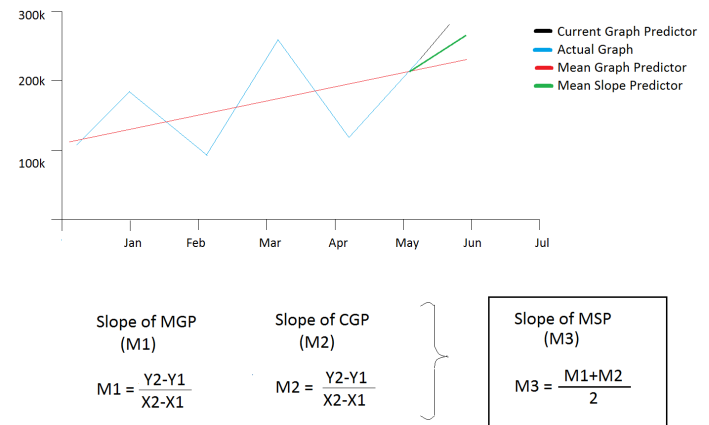 300k
200k
100k
Current Graph Predictor
Actual Graph
Mean Graph Predictor
Mean Slope Predictor
Jan Feb Mar Apr May Jun Jul
Slope of MGP
(M1)
M1 = Y2-Y1
X2-X1
Slope of CGP
(M2)
M2 = Y2-Y1
X2-X1
Slope of MSP
(M3)
M3 = M1+M2
2